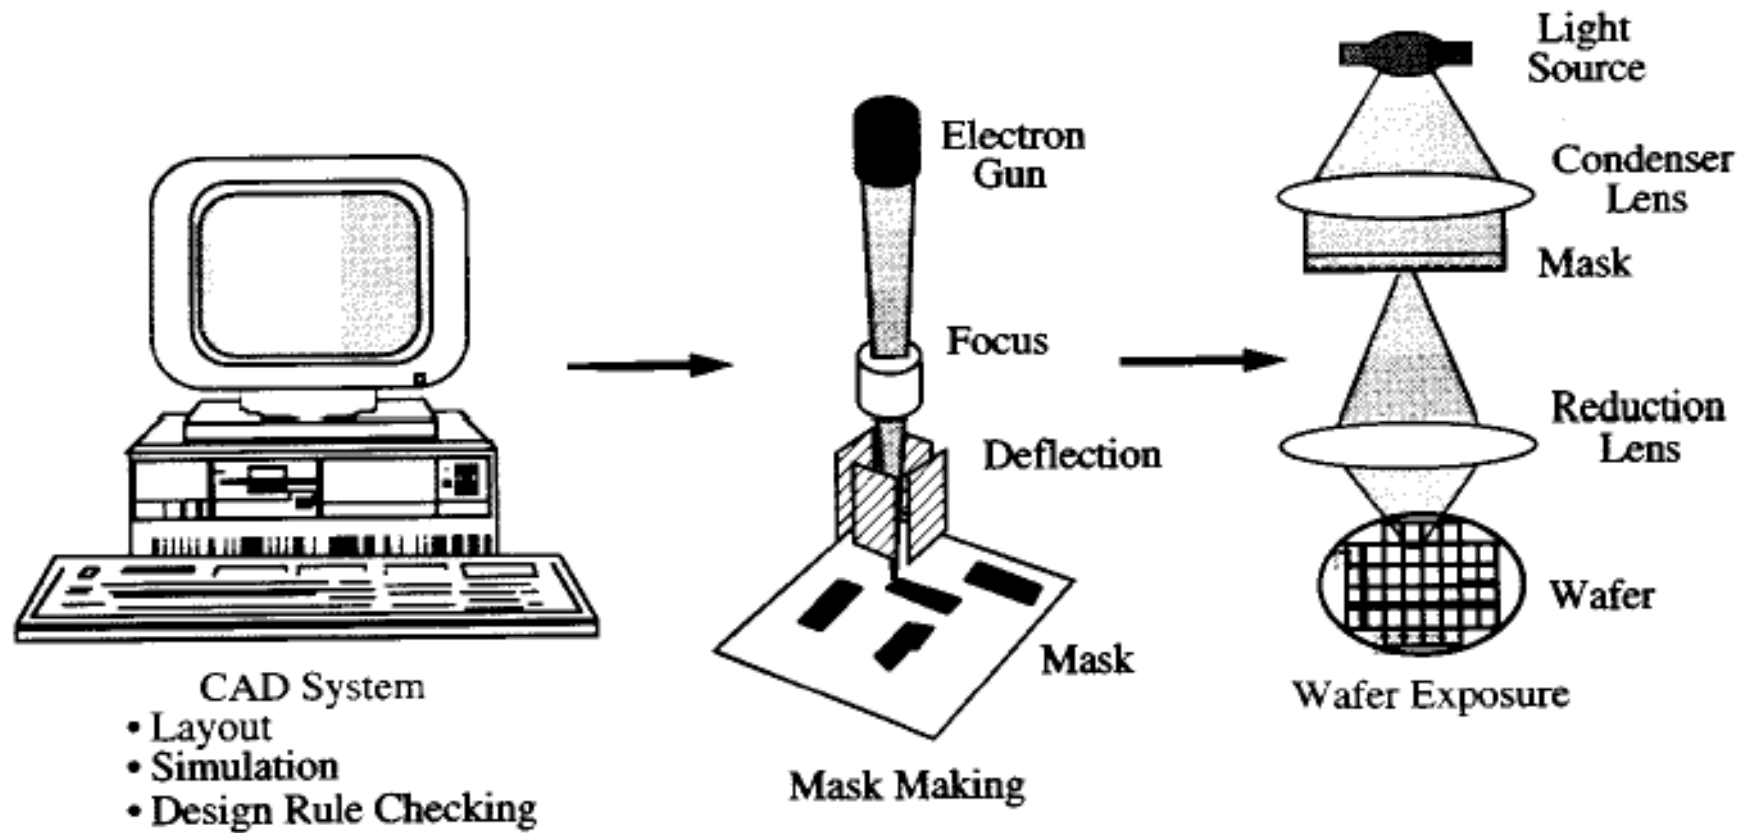 CAD System
• Layout
• Simulation
• Design Rule Checking
Electron
Gun
Focus
Deflection
Mask
Mask Making
Light
Source
Condenser
Lens
Mask
Reduction
Lens
Wafer
Wafer Exposure